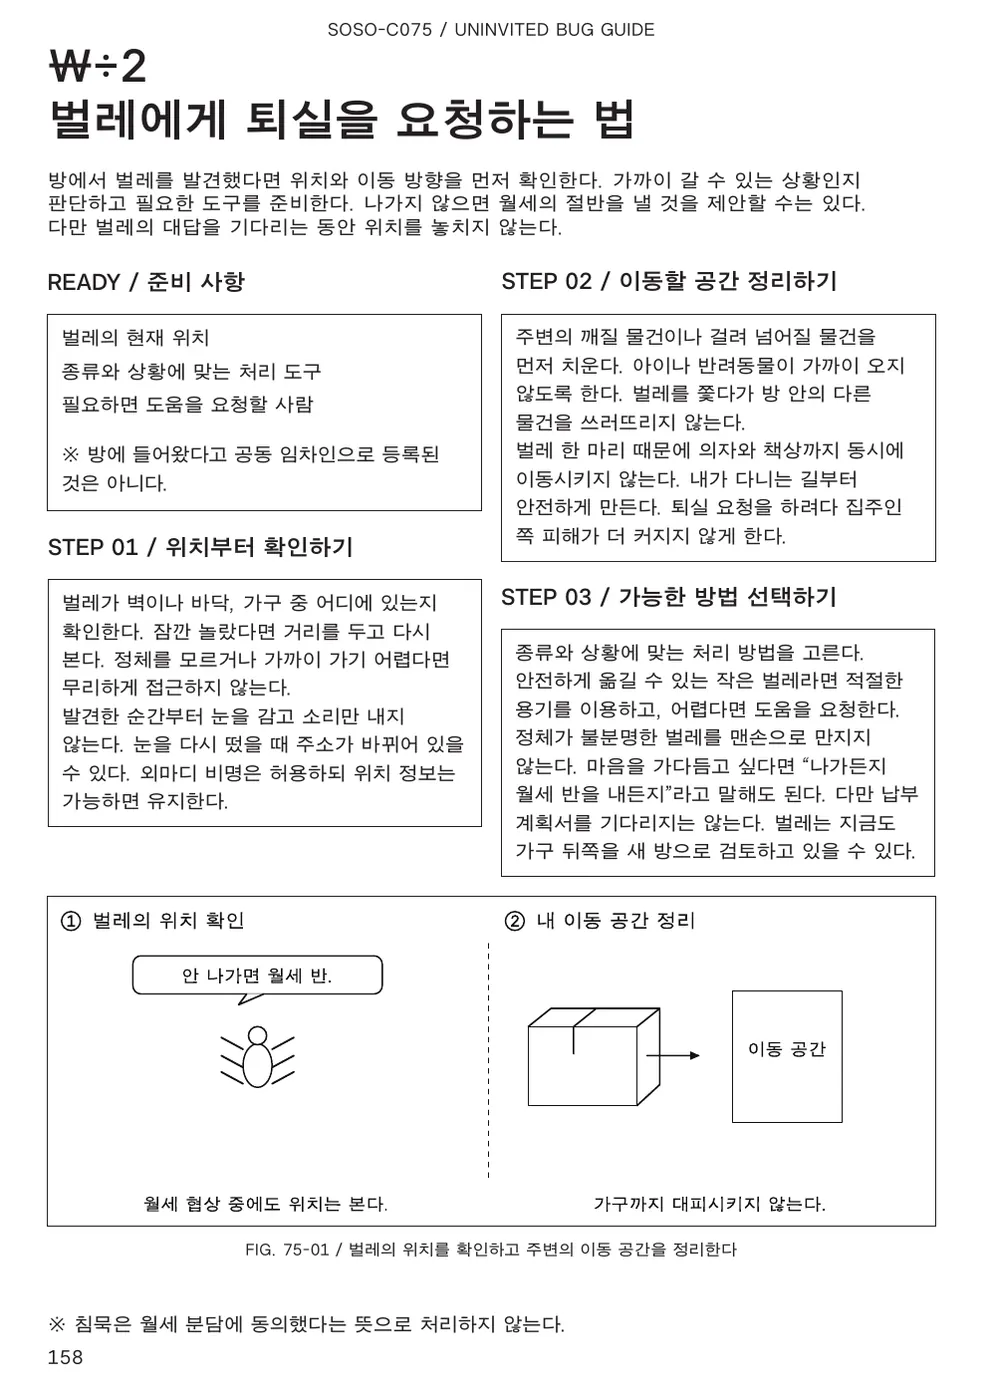 SOSO-C075 / UNINVITED BUG GUIDE
₩÷2
벌레에게 퇴실을 요청하는 법
방에서 벌레를 발견했다면 위치와 이동 방향을 먼저 확인한다. 가까이 갈 수 있는 상황인지
판단하고 필요한 도구를 준비한다. 나가지 않으면 월세의 절반을 낼 것을 제안할 수는 있다.
다만 벌레의 대답을 기다리는 동안 위치를 놓치지 않는다.
READY / 준비 사항
벌레의 현재 위치
종류와 상황에 맞는 처리 도구
필요하면 도움을 요청할 사람
※ 방에 들어왔다고 공동 임차인으로 등록된
것은 아니다.
STEP 01 / 위치부터 확인하기
벌레가 벽이나 바닥, 가구 중 어디에 있는지
확인한다. 잠깐 놀랐다면 거리를 두고 다시
본다. 정체를 모르거나 가까이 가기 어렵다면
무리하게 접근하지 않는다.
발견한 순간부터 눈을 감고 소리만 내지
않는다. 눈을 다시 떴을 때 주소가 바뀌어 있을
수 있다. 외마디 비명은 허용하되 위치 정보는
가능하면 유지한다.
STEP 02 / 이동할 공간 정리하기
주변의 깨질 물건이나 걸려 넘어질 물건을
먼저 치운다. 아이나 반려동물이 가까이 오지
않도록 한다. 벌레를 쫓다가 방 안의 다른
물건을 쓰러뜨리지 않는다.
벌레 한 마리 때문에 의자와 책상까지 동시에
이동시키지 않는다. 내가 다니는 길부터
안전하게 만든다. 퇴실 요청을 하려다 집주인
쪽 피해가 더 커지지 않게 한다.
STEP 03 / 가능한 방법 선택하기
종류와 상황에 맞는 처리 방법을 고른다.
안전하게 옮길 수 있는 작은 벌레라면 적절한
용기를 이용하고, 어렵다면 도움을 요청한다.
정체가 불분명한 벌레를 맨손으로 만지지
않는다. 마음을 가다듬고 싶다면 “나가든지
월세 반을 내든지”라고 말해도 된다. 다만 납부
계획서를 기다리지는 않는다. 벌레는 지금도
가구 뒤쪽을 새 방으로 검토하고 있을 수 있다.
① 벌레의 위치 확인
안 나가면 월세 반.
월세 협상 중에도 위치는 본다.
② 내 이동 공간 정리
이동 공간
가구까지 대피시키지 않는다.
FIG. 75-01 / 벌레의 위치를 확인하고 주변의 이동 공간을 정리한다
※ 침묵은 월세 분담에 동의했다는 뜻으로 처리하지 않는다.
158